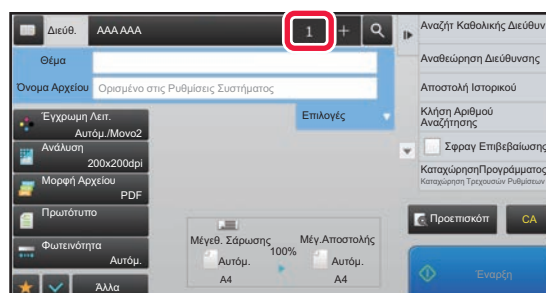 Διεύθ. AAA AAA 1 +
Θέμα
Όνομα Αρχείου Ορισμένο στις Ρυθμίσεις Συστήματος
Επιλογές
Έγχρωμη Λειτ.
Αυτόμ./Μονο2
Ανάλυση
200x200dpi
Μορφή Αρχείου
PDF
Πρωτότυπο
Φωτεινότητα
Αυτόμ.
Άλλα
Μέγεθ. Σάρωσης
100%
Μέγ.Αποστολής
Αυτόμ.
Αυτόμ.
A4
A4
Αναζήτ Καθολικής Διεύθυν
Αναθεώρηση Διεύθυνσης
Αποστολή Ιστορικού
Κλήση Αριθμού
Αναζήτησης
Σφραγ Επιβεβαίωσης
ΚαταχώρησηΠρογράμματος
Καταχώρηση Τρεχουσών Ρυθμίσεων
Προεπισκόπ
CA
Έναρξη